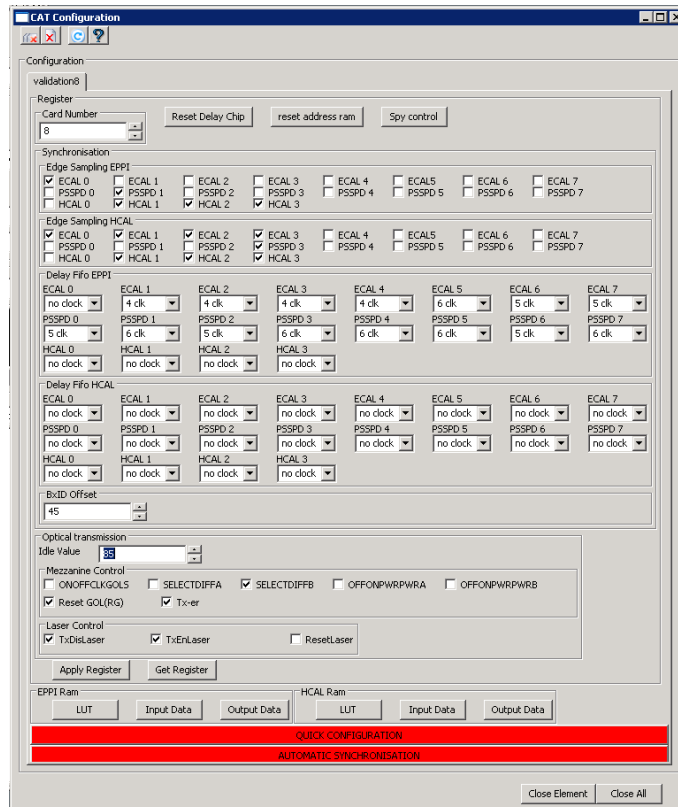 CAT Configuration
Configuration
validation8
Register
Card Number
8
Reset Delay Chip reset address ram Spy control
Synchronisation
Edge Sampling EPPI
ECAL 0 ECAL 1 ECAL 2 ECAL 3 ECAL 4 ECAL5 ECAL 6 ECAL 7
PSSPD 0 PSSPD 1 PSSPD 2 PSSPD 3 PSSPD 4 PSSPD 5 PSSPD 6 PSSPD 7
HCAL 0 HCAL 1 HCAL 2 HCAL 3
Edge Sampling HCAL
ECAL 0 ECAL 1 ECAL 2 ECAL 3 ECAL 4 ECAL5 ECAL 6 ECAL 7
PSSPD 0 PSSPD 1 PSSPD 2 PSSPD 3 PSSPD 4 PSSPD 5 PSSPD 6 PSSPD 7
HCAL 0 HCAL 1 HCAL 2 HCAL 3
Delay Fifo EPPI
ECAL 0 ECAL 1 ECAL 2 ECAL 3 ECAL 4 ECAL 5 ECAL 6 ECAL 7
no clock 4 clk 4 clk 4 clk 4 clk 6 clk 5 clk 5 clk
PSSPD 0 PSSPD 1 PSSPD 2 PSSPD 3 PSSPD 4 PSSPD 5 PSSPD 6 PSSPD 7
5 clk 6 clk 5 clk 6 clk 6 clk 6 clk 5 clk 6 clk
HCAL 0 HCAL 1 HCAL 2 HCAL 3
no clock no clock no clock no clock
Delay Fifo HCAL
ECAL 0 ECAL 1 ECAL 2 ECAL 3 ECAL 4 ECAL 5 ECAL 6 ECAL 7
no clock no clock no clock no clock no clock no clock no clock no clock
PSSPD 0 PSSPD 1 PSSPD 2 PSSPD 3 PSSPD 4 PSSPD 5 PSSPD 6 PSSPD 7
no clock no clock no clock no clock no clock no clock no clock no clock
HCAL 0 HCAL 1 HCAL 2 HCAL 3
no clock no clock no clock no clock
BxID Offset
45
Optical transmission
Idle Value 85
Mezzanine Control
ONOFFCLKGOLS SELECTDIFFA SELECTDIFFB OFFONPWRPWRA OFFONPWRPWRB
Reset GOL(RG) Tx-er
Laser Control
TxDisLaser TxEnLaser ResetLaser
Apply Register Get Register
EPPI Ram HCAL Ram
LUT Input Data Output Data LUT Input Data Output Data
QUICK CONFIGURATION
AUTOMATIC SYNCHRONISATION
Close Element Close All